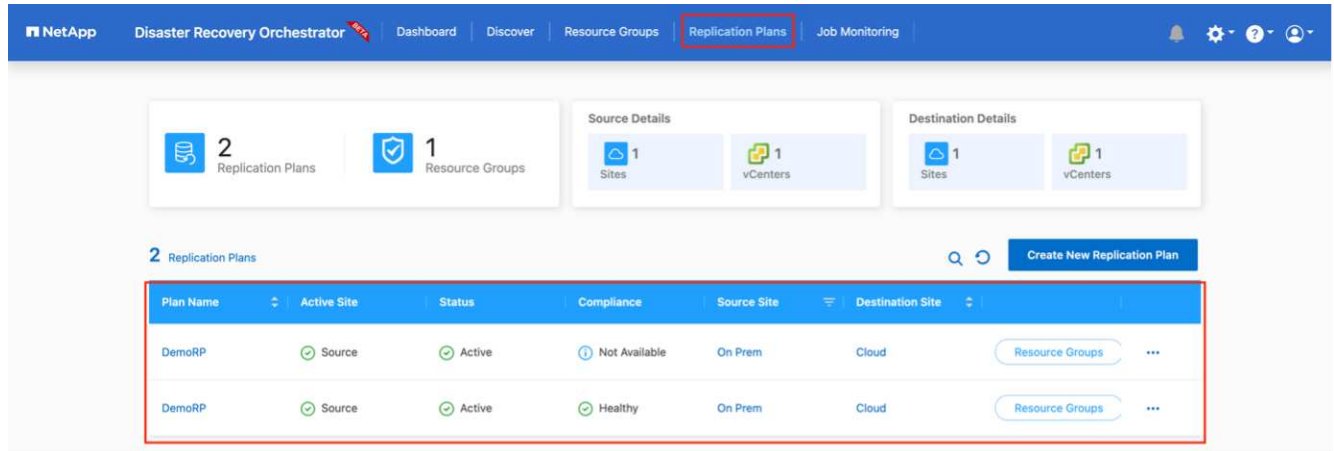 NetApp Disaster Recovery Orchestrator BETA Dashboard Discover Resource Groups Replication Plans Job Monitoring
Source Details Destination Details
2 1 1 1 1 1
Replication Plans Resource Groups Sites vCenters Sites vCenters
2 Replication Plans Create New Replication Plan
Plan Name Active Site Status Compliance Source Site Destination Site
DemoRP Source Active Not Available On Prem Cloud Resource Groups
DemoRP Source Active Healthy On Prem Cloud Resource Groups